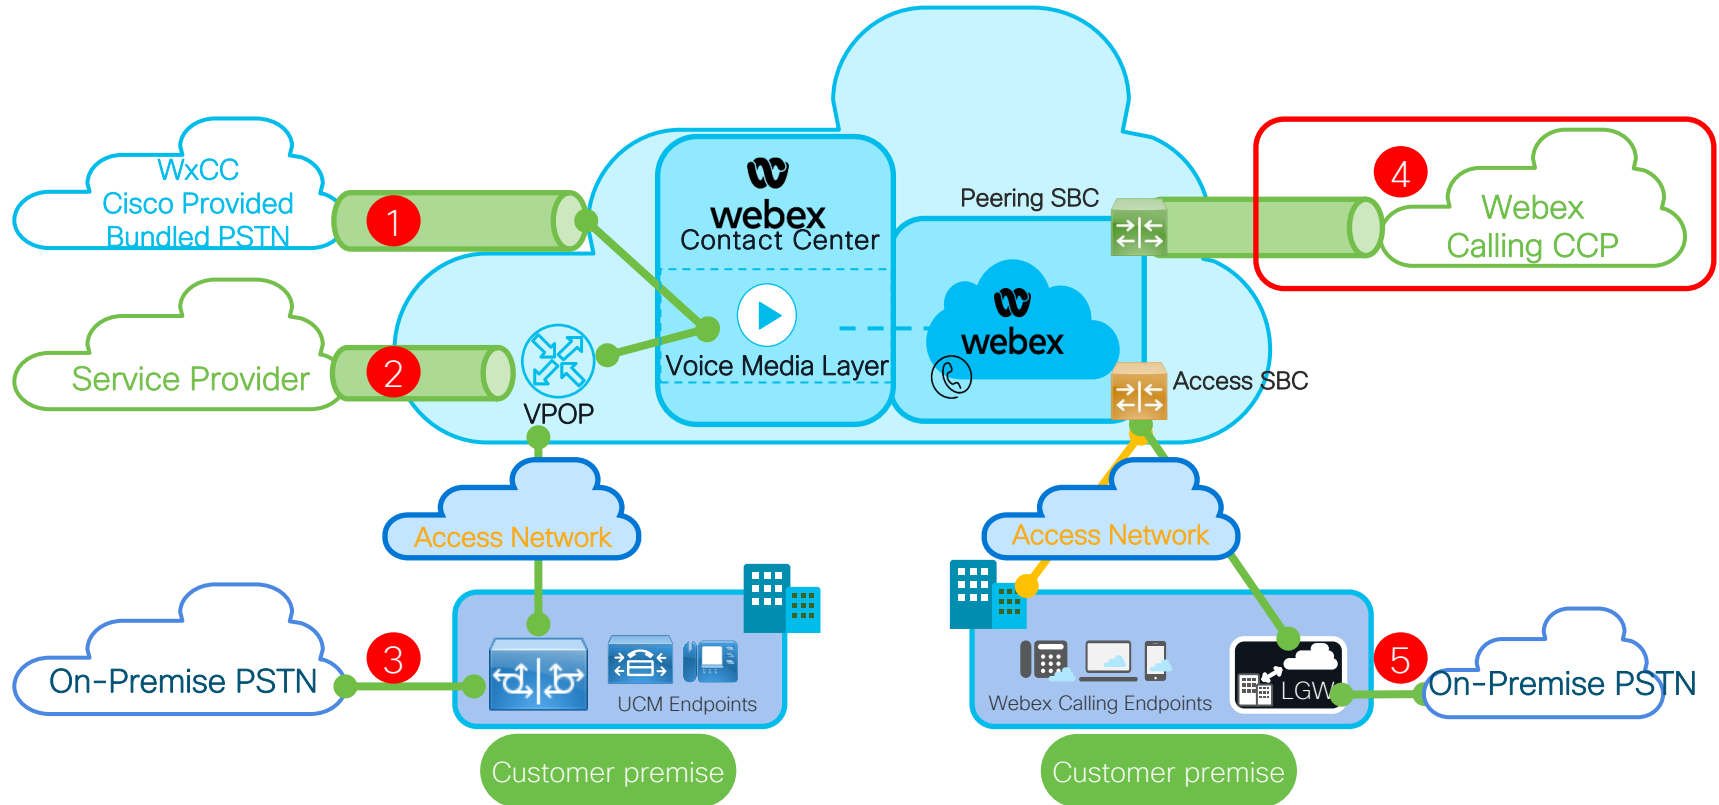 WxCC
Cisco Provided
Bundled PSTN
1
webex
Contact Center
Peering SBC
4
Webex
Calling CCP
Service Provider
2
VPOP
Voice Media Layer
webex
Access SBC
Access Network
Access Network
On-Premise PSTN
3
UCM Endpoints
Webex Calling Endpoints
LGW
5
On-Premise PSTN
Customer premise
Customer premise